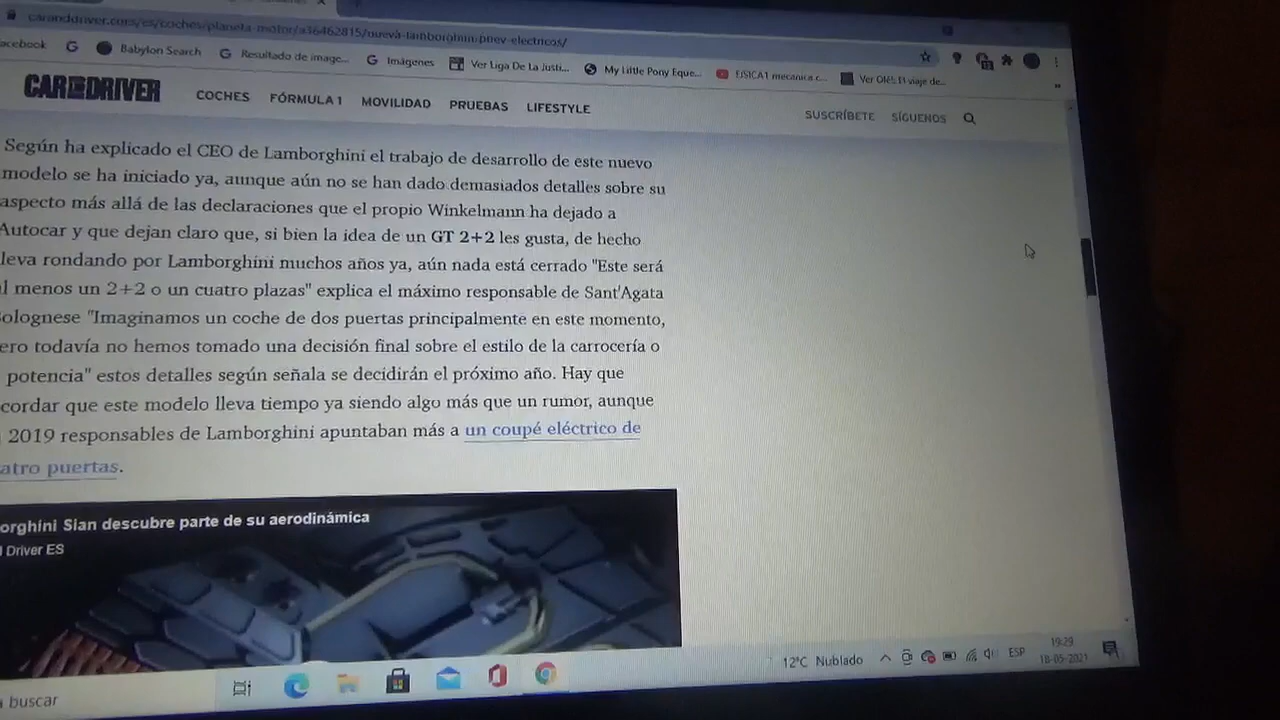 caranddriver.com/es/coches/planeta-motor/a36462815/nueva-lamborghini-phev-electricos/
acebook
Babylon Search
Resultado de image...
Imágenes
Ver Liga De La Justi...
My Little Pony Eque...
FISICA1 mecanica c...
Ver Olé: El viaje de...
»
CAR AND DRIVER
COCHES FÓRMULA 1 MOVILIDAD PRUEBAS LIFESTYLE
SUSCRÍBETE SÍGUENOS
Según ha explicado el CEO de Lamborghini el trabajo de desarrollo de este nuevo
modelo se ha iniciado ya, aunque aún no se han dado demasiados detalles sobre su
aspecto más allá de las declaraciones que el propio Winkelmann ha dejado a
Autocar y que dejan claro que, si bien la idea de un GT 2+2 les gusta, de hecho
lleva rondando por Lamborghini muchos años ya, aún nada está cerrado "Este será
l menos un 2+2 o un cuatro plazas" explica el máximo responsable de Sant'Agata
olognese "Imaginamos un coche de dos puertas principalmente en este momento,
ero todavía no hemos tomado una decisión final sobre el estilo de la carrocería o
potencia" estos detalles según señala se decidirán el próximo año. Hay que
cordar que este modelo lleva tiempo ya siendo algo más que un rumor, aunque
2019 responsables de Lamborghini apuntaban más a un coupé eléctrico de
atro puertas.
orghini Sian descubre parte de su aerodinámica
Driver ES
buscar
12°C Nublado
ESP
19:29
18-05-2021